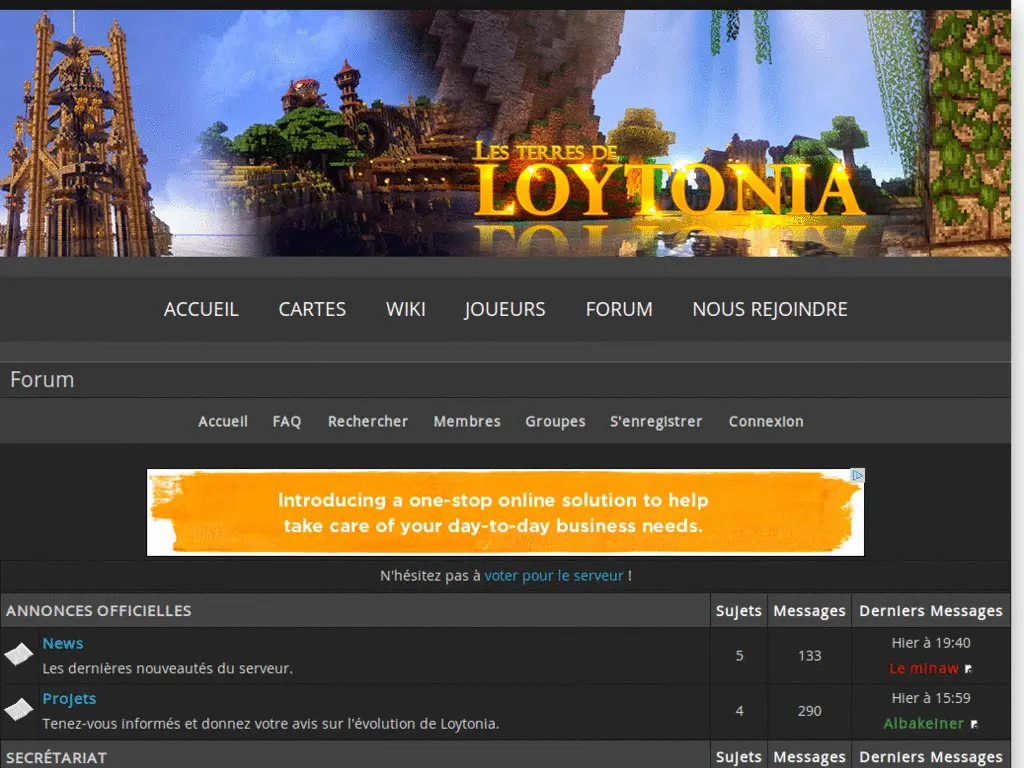 LES TERRES DE
LOYTONIA
ACCUEIL CARTES WIKI JOUEURS FORUM NOUS REJOINDRE
Forum
Accueil FAQ Rechercher Membres Groupes S'enregistrer Connexion
Introducing a one-stop online solution to help
take care of your day-to-day business needs.
N'hésitez pas à voter pour le serveur !
ANNONCES OFFICIELLES Sujets Messages Derniers Messages
News
Les dernières nouveautés du serveur.
5 133
Hier à 19:40
Le minaw
Projets
Tenez-vous informés et donnez votre avis sur l'évolution de Loytonia.
4 290
Hier à 15:59
Albakeiner
SECRÉTARIAT Sujets Messages Derniers Messages